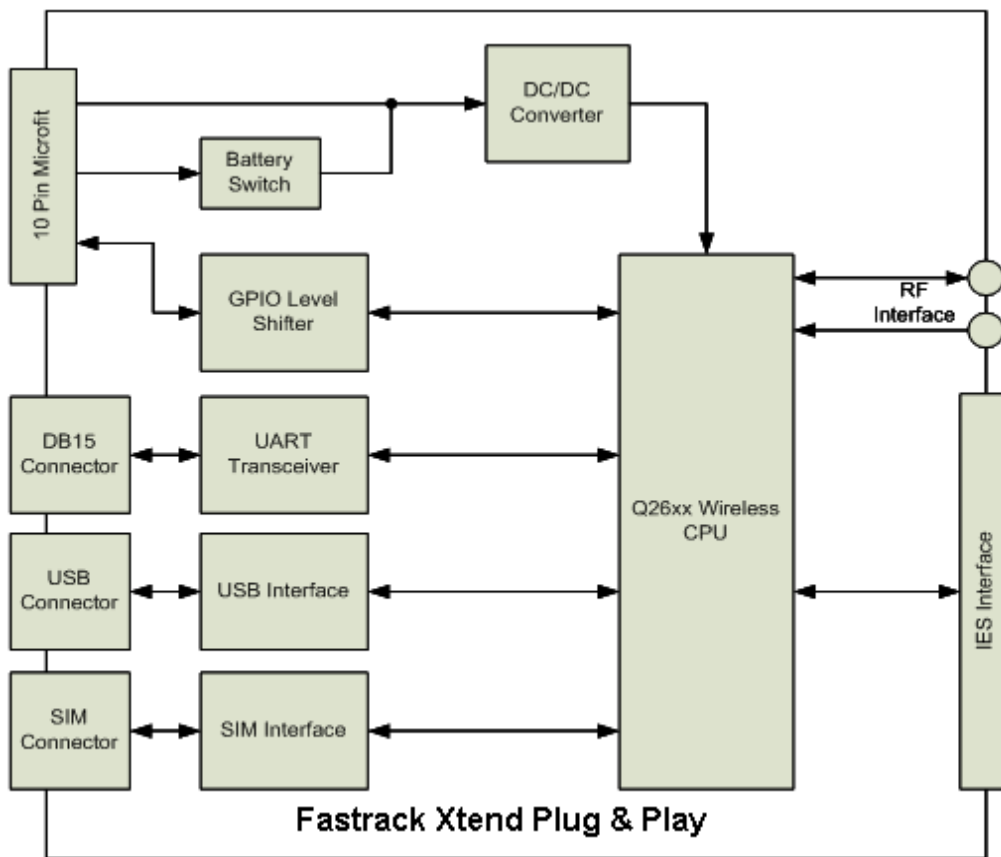 10 Pin Microfit
DC/DC
Converter
Battery
Switch
GPIO Level
Shifter
RF
Interface
DB15
Connector
UART
Transceiver
Q26xx Wireless
CPU
USB
Connector
USB Interface
IES Interface
SIM
Connector
SIM Interface
Fastrack Xtend Plug & Play